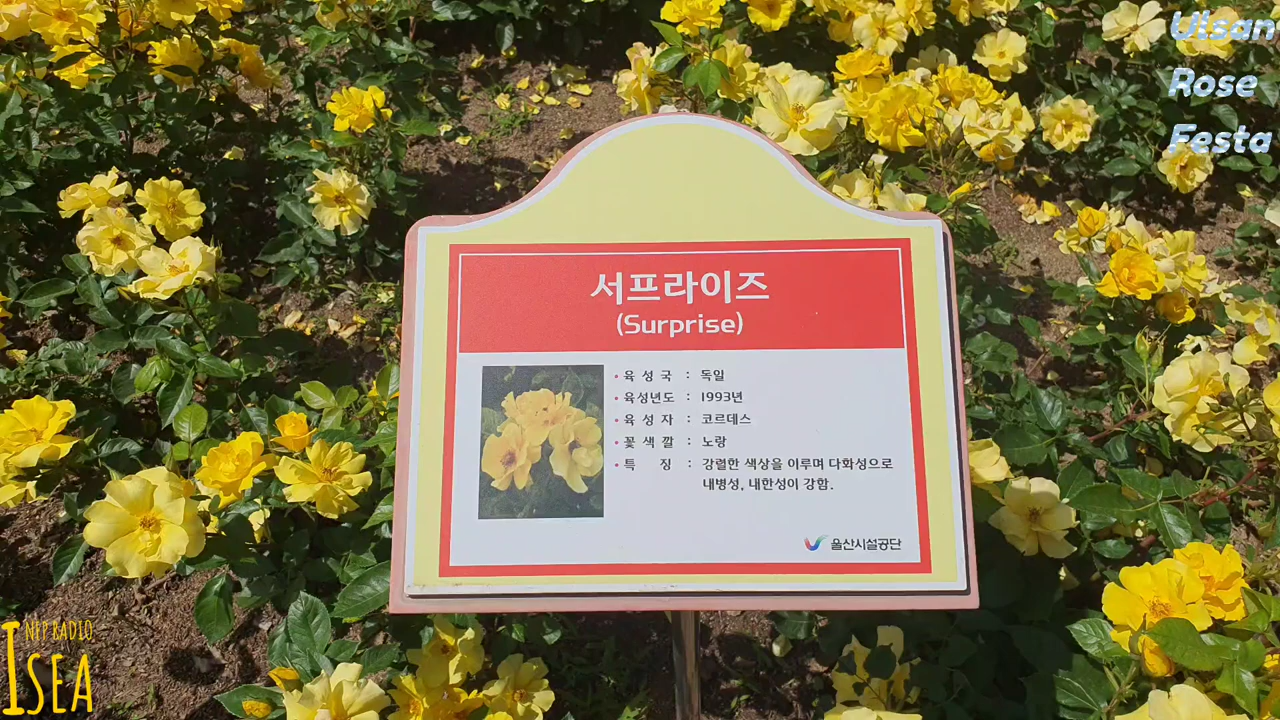 Ulsan
Rose
Festa
서프라이즈
(Surprise)
• 육 성 국 : 독일
• 육성년도 : 1993년
• 육 성 자 : 코르데스
• 꽃 색 깔 : 노랑
• 특 징 : 강렬한 색상을 이루며 다화성으로
내병성, 내한성이 강함.
울산시설공단
NFP RADIO
ISEA